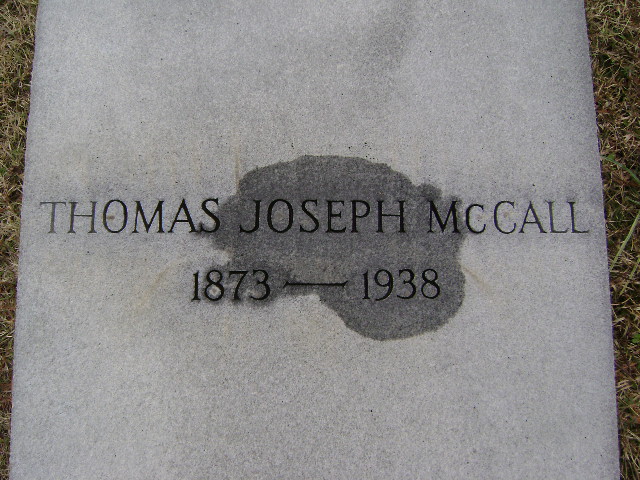 THOMAS JOSEPH McCALL
1873 — 1938